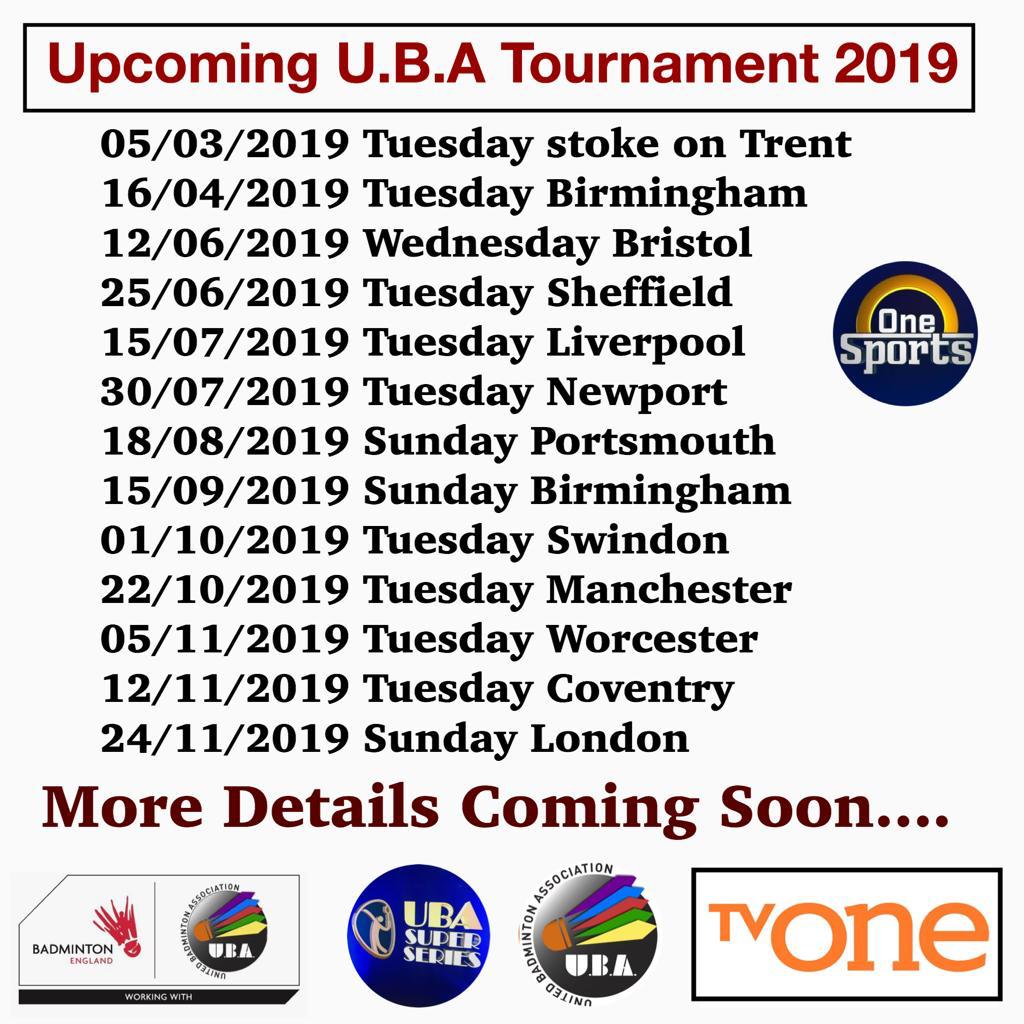 Upcoming U.B.A Tournament 2019
05/03/2019 Tuesday stoke on Trent
16/04/2019 Tuesday Birmingham
12/06/2019 Wednesday Bristol
25/06/2019 Tuesday Sheffield
15/07/2019 Tuesday Liverpool
30/07/2019 Tuesday Newport
18/08/2019 Sunday Portsmouth
15/09/2019 Sunday Birmingham
01/10/2019 Tuesday Swindon
22/10/2019 Tuesday Manchester
05/11/2019 Tuesday Worcester
12/11/2019 Tuesday Coventry
24/11/2019 Sunday London
One
Sports
More Details Coming Soon....
BADMINTON
ENGLAND
UNITED BADMINTON ASSOCIATION
U.B.A.
WORKING WITH
UBA
SUPER
SERIES
UNITED BADMINTON ASSOCIATION
U.B.A.
TVone